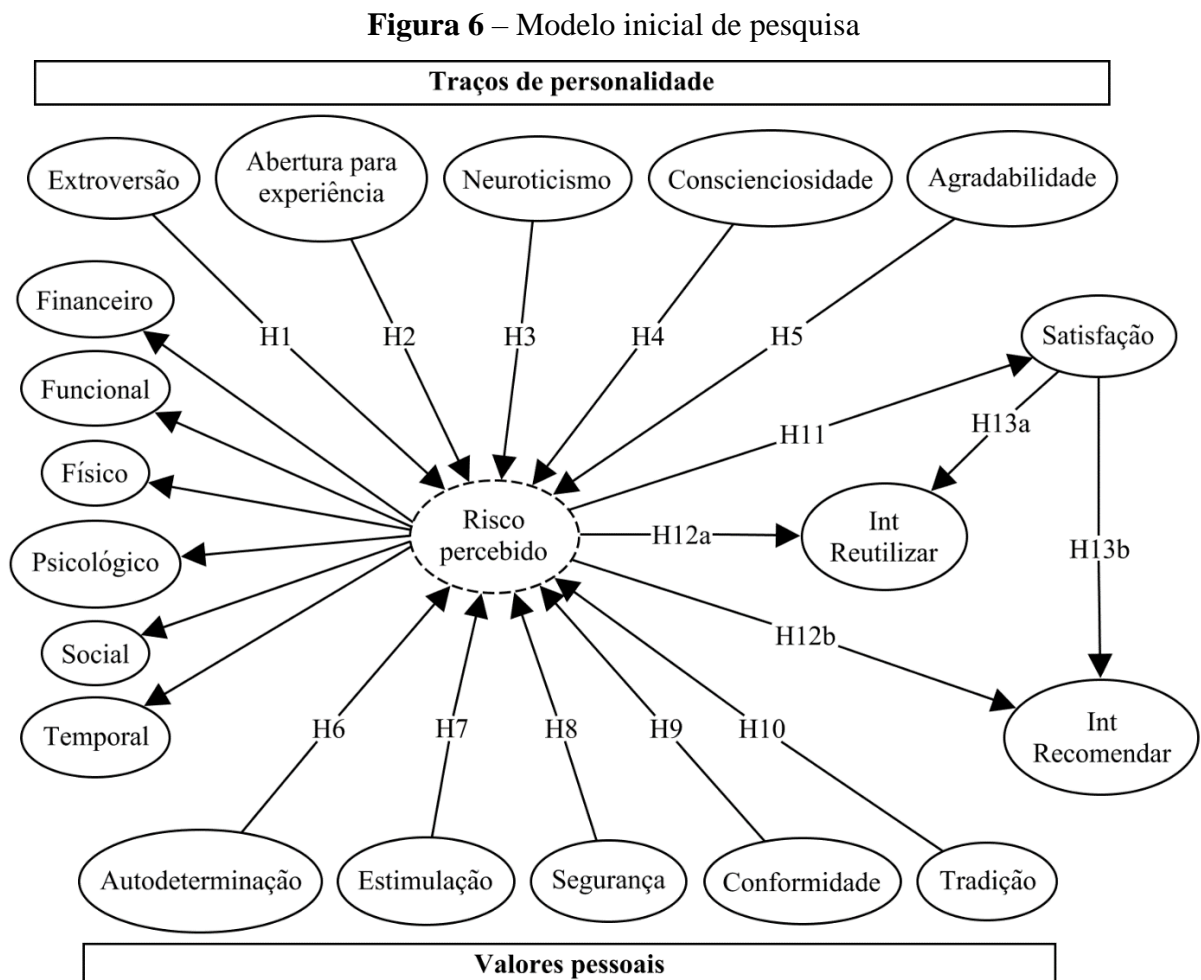 Figura 6 – Modelo inicial de pesquisa
Traços de personalidade
Extroversão
Abertura para
experiência
Neuroticismo
Conscienciosidade
Agradabilidade
Financeiro
H1
H2
H3
H4
H5
Satisfação
Funcional
H11
H13a
Físico
Risco
percebido
H12a
Int
Reutilizar
H13b
Psicológico
Social
H12b
Temporal
H6
H7
H8
H9
H10
Int
Recomendar
Autodeterminação
Estimulação
Segurança
Conformidade
Tradição
Valores pessoais